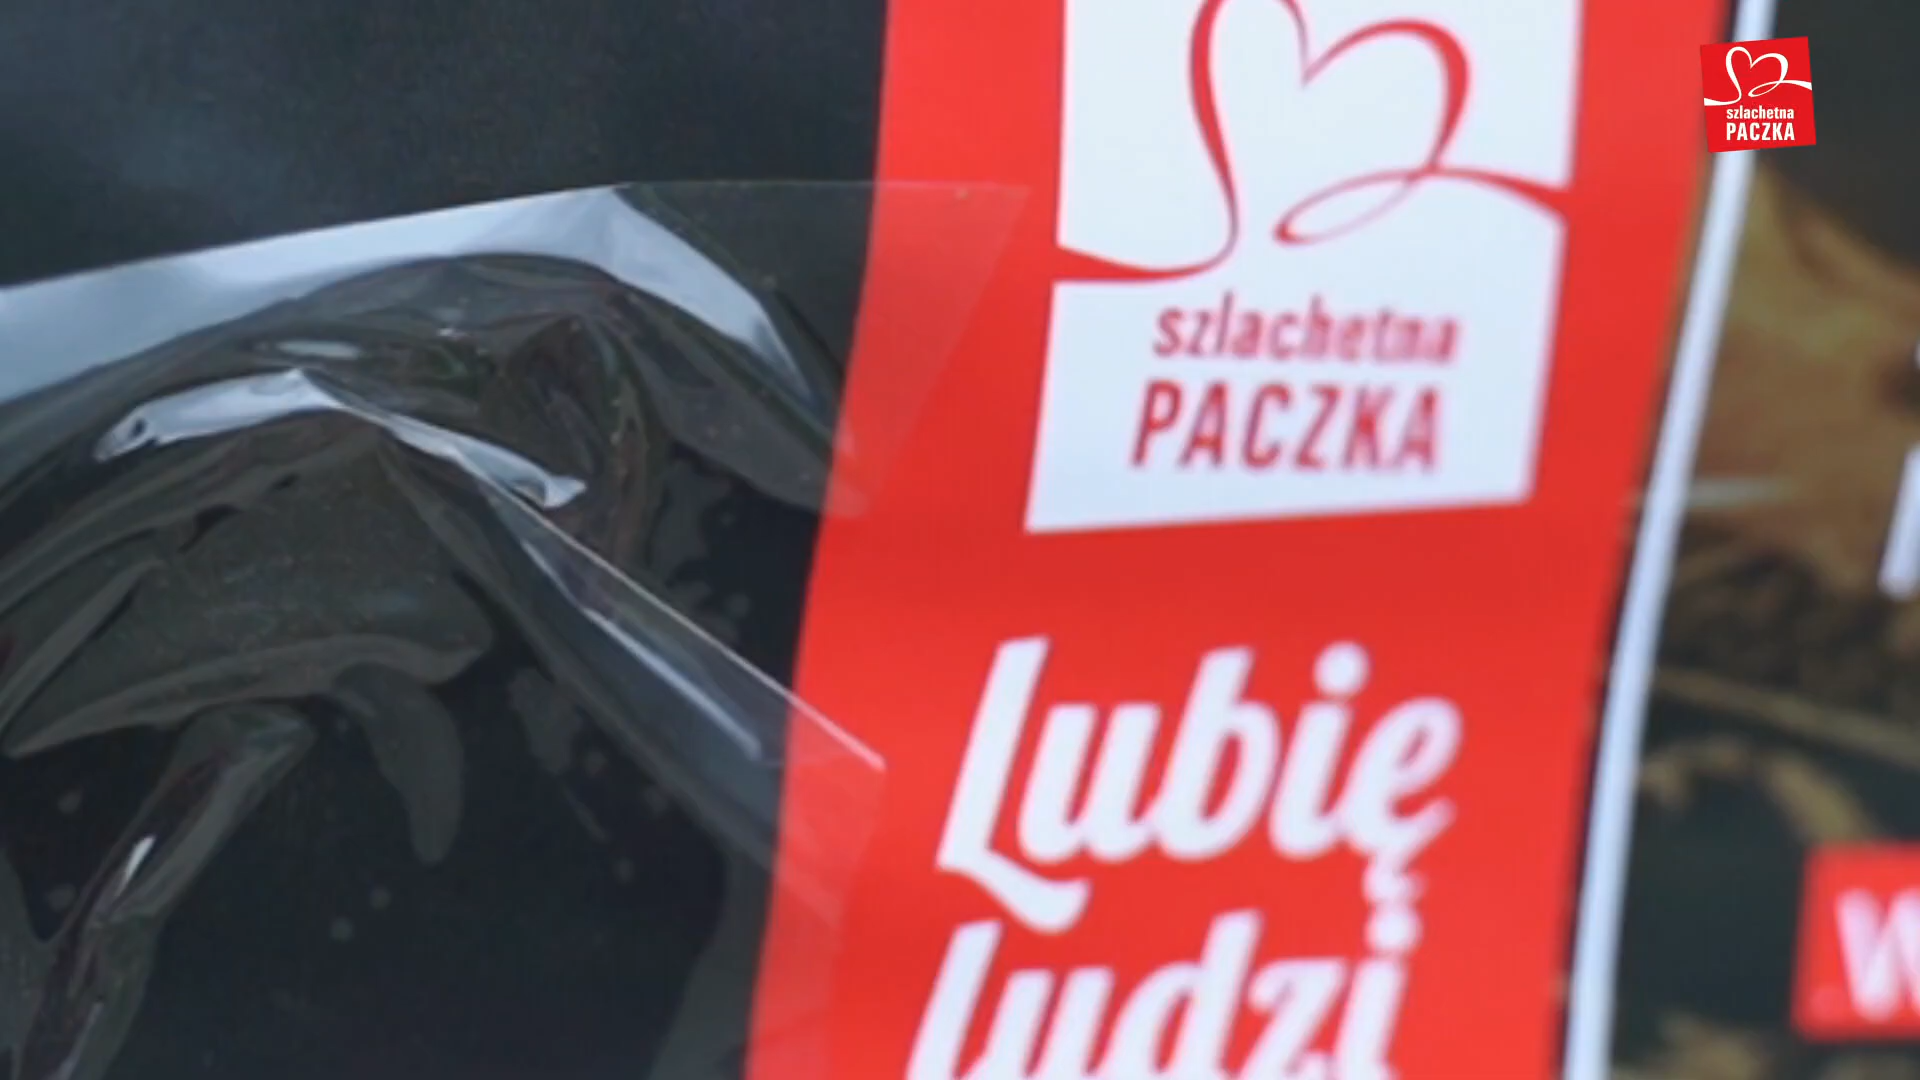 szlachetna
PACZKA
szlachetna
PACZKA
Lubię
ludzi